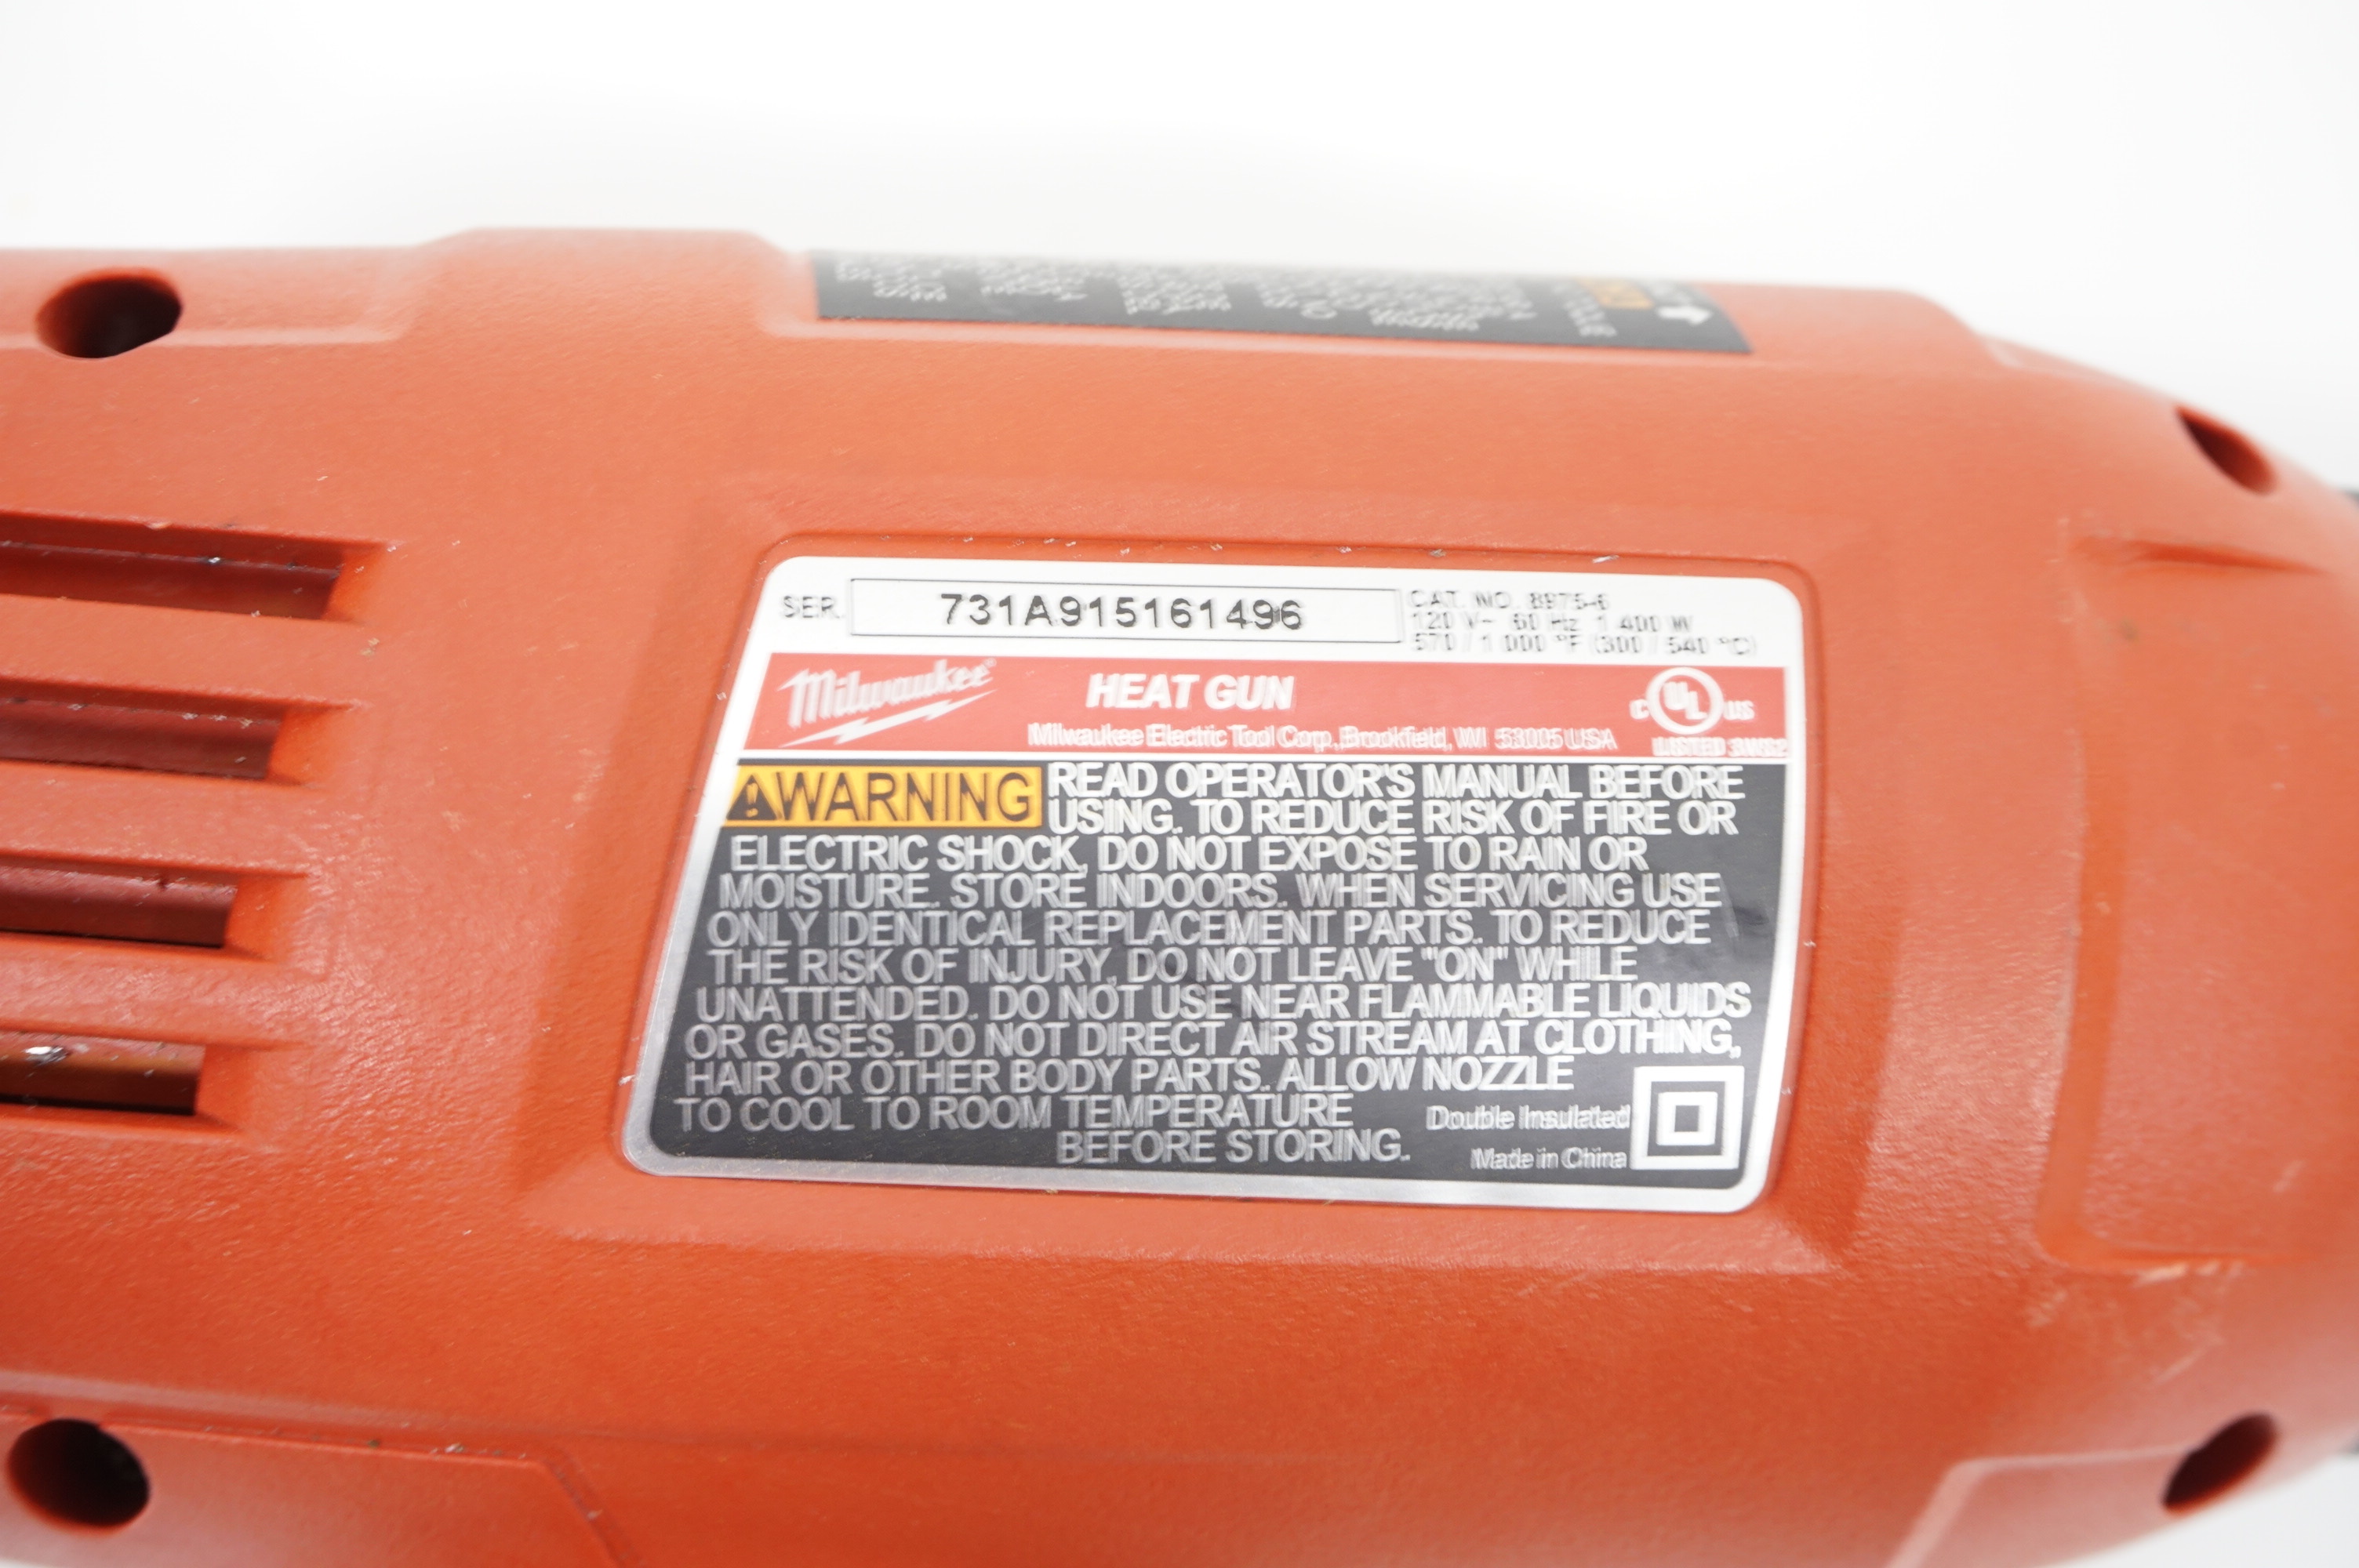 SER. 731A915161496
CAT. NO. 8975-6
120 V~ 60 Hz 1 400 W
570 / 1 000 °F (300 / 540 °C)
Milwaukee®
HEAT GUN
Milwaukee Electric Tool Corp., Brookfield, WI 53005 USA
C UL US
LISTED
WARNING READ OPERATOR'S MANUAL BEFORE
USING. TO REDUCE RISK OF FIRE OR
ELECTRIC SHOCK, DO NOT EXPOSE TO RAIN OR
MOISTURE. STORE INDOORS. WHEN SERVICING USE
ONLY IDENTICAL REPLACEMENT PARTS. TO REDUCE
THE RISK OF INJURY, DO NOT LEAVE "ON" WHILE
UNATTENDED. DO NOT USE NEAR FLAMMABLE LIQUIDS
OR GASES. DO NOT DIRECT AIR STREAM AT CLOTHING,
HAIR OR OTHER BODY PARTS. ALLOW NOZZLE
TO COOL TO ROOM TEMPERATURE
BEFORE STORING.
Double Insulated
Made in China